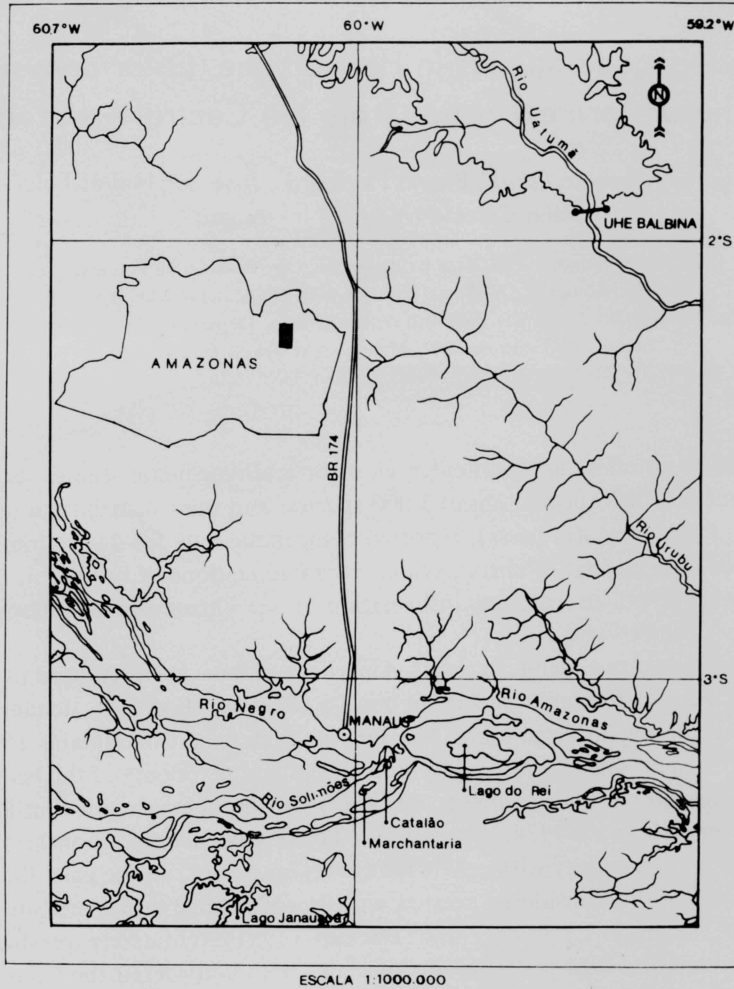 60.7°W
60°W
59.2°W
Rio Uatumã
N
UHE BALBINA
2°S
AMAZONAS
BR 174
Rio Urubu
3°S
Rio Negro
MANAUS
Rio Amazonas
Rio Solimões
Lago do Rei
Catalão
Marchantaria
ESCALA 1:1000.000